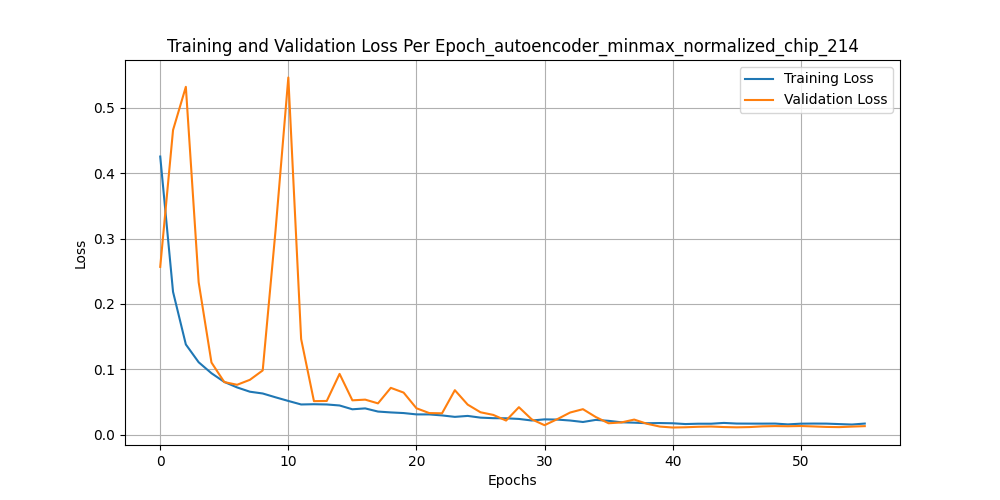 Training and Validation Loss Per Epoch_autoencoder_minmax_normalized_chip_214
Training Loss
Validation Loss
Loss
0.5
0.4
0.3
0.2
0.1
0.0
0 10 20 30 40 50
Epochs